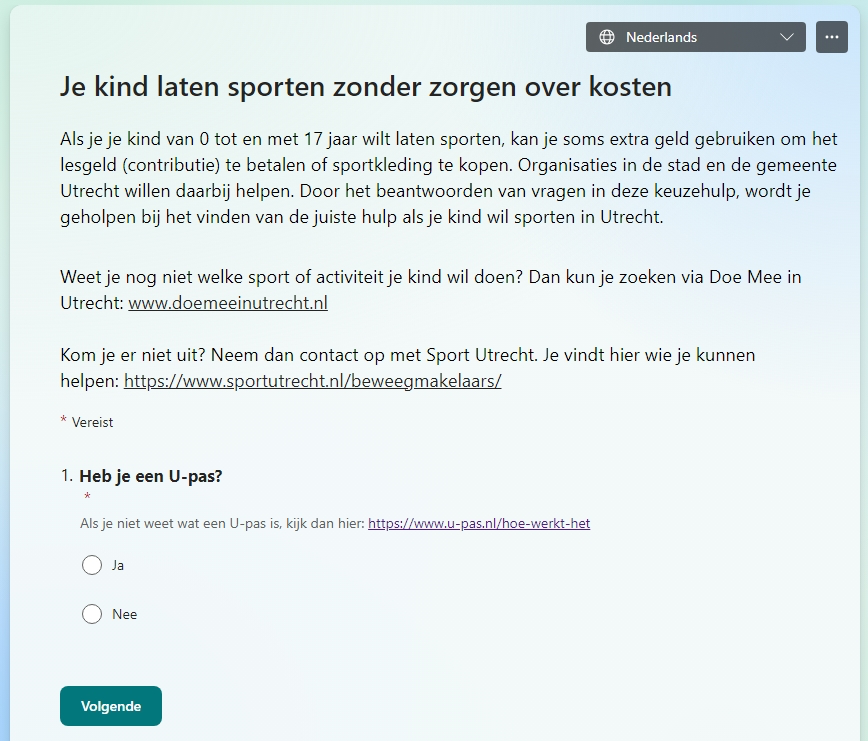 Nederlands
Je kind laten sporten zonder zorgen over kosten
Als je je kind van 0 tot en met 17 jaar wilt laten sporten, kan je soms extra geld gebruiken om het
lesgeld (contributie) te betalen of sportkleding te kopen. Organisaties in de stad en de gemeente
Utrecht willen daarbij helpen. Door het beantwoorden van vragen in deze keuzehulp, wordt je
geholpen bij het vinden van de juiste hulp als je kind wil sporten in Utrecht.
Weet je nog niet welke sport of activiteit je kind wil doen? Dan kun je zoeken via Doe Mee in
Utrecht: www.doemeeinutrecht.nl
Kom je er niet uit? Neem dan contact op met Sport Utrecht. Je vindt hier wie je kunnen
helpen: https://www.sportutrecht.nl/beweegmakelaars/
* Vereist
1. Heb je een U-pas?
*
Als je niet weet wat een U-pas is, kijk dan hier: https://www.u-pas.nl/hoe-werkt-het
Ja
Nee
Volgende